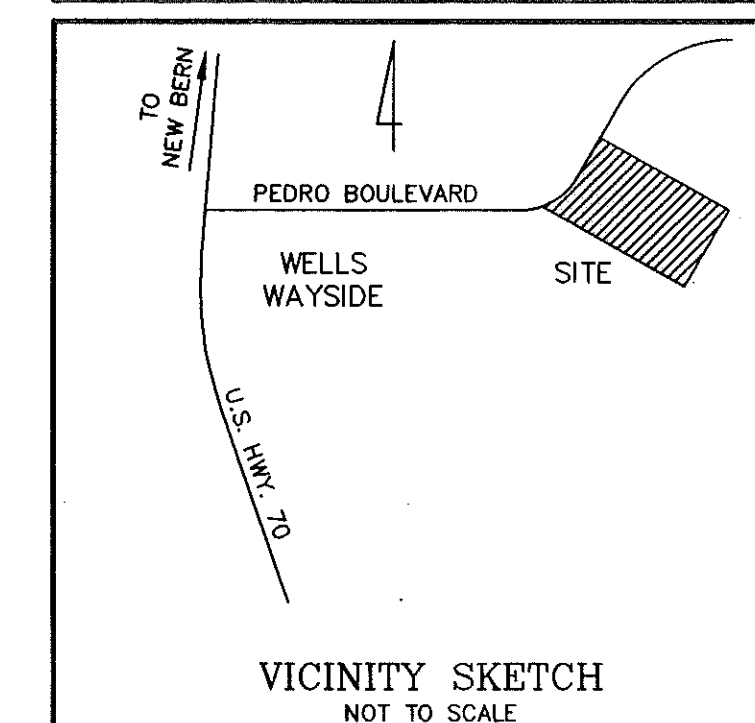 TO
NEW BERN
PEDRO BOULEVARD
WELLS
WAYSIDE
SITE
U.S. HWY. 70
VICINITY SKETCH
NOT TO SCALE